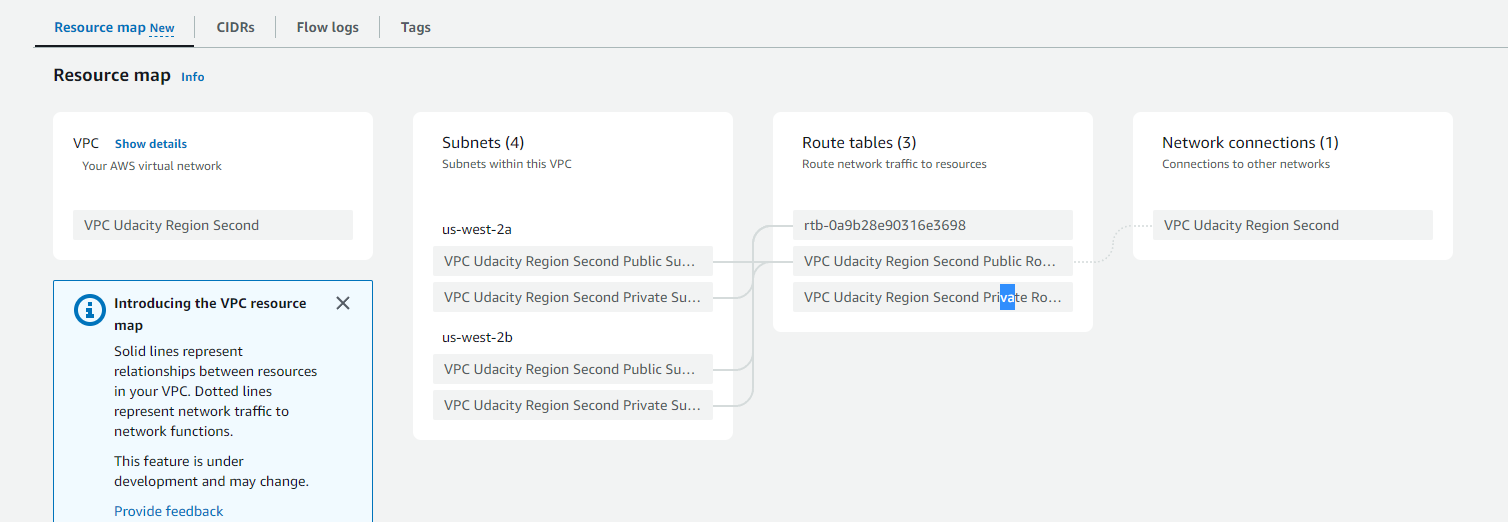 Resource map New
CIDRs
Flow logs
Tags
Resource map Info
VPC Show details
Your AWS virtual network
VPC Udacity Region Second
Introducing the VPC resource
map
Solid lines represent
relationships between resources
in your VPC. Dotted lines
represent network traffic to
network functions.
This feature is under
development and may change.
Provide feedback
Subnets (4)
Subnets within this VPC
us-west-2a
VPC Udacity Region Second Public Su...
VPC Udacity Region Second Private Su...
us-west-2b
VPC Udacity Region Second Public Su...
VPC Udacity Region Second Private Su...
Route tables (3)
Route network traffic to resources
rtb-0a9b28e90316e3698
VPC Udacity Region Second Public Ro...
VPC Udacity Region Second Private Ro...
Network connections (1)
Connections to other networks
VPC Udacity Region Second